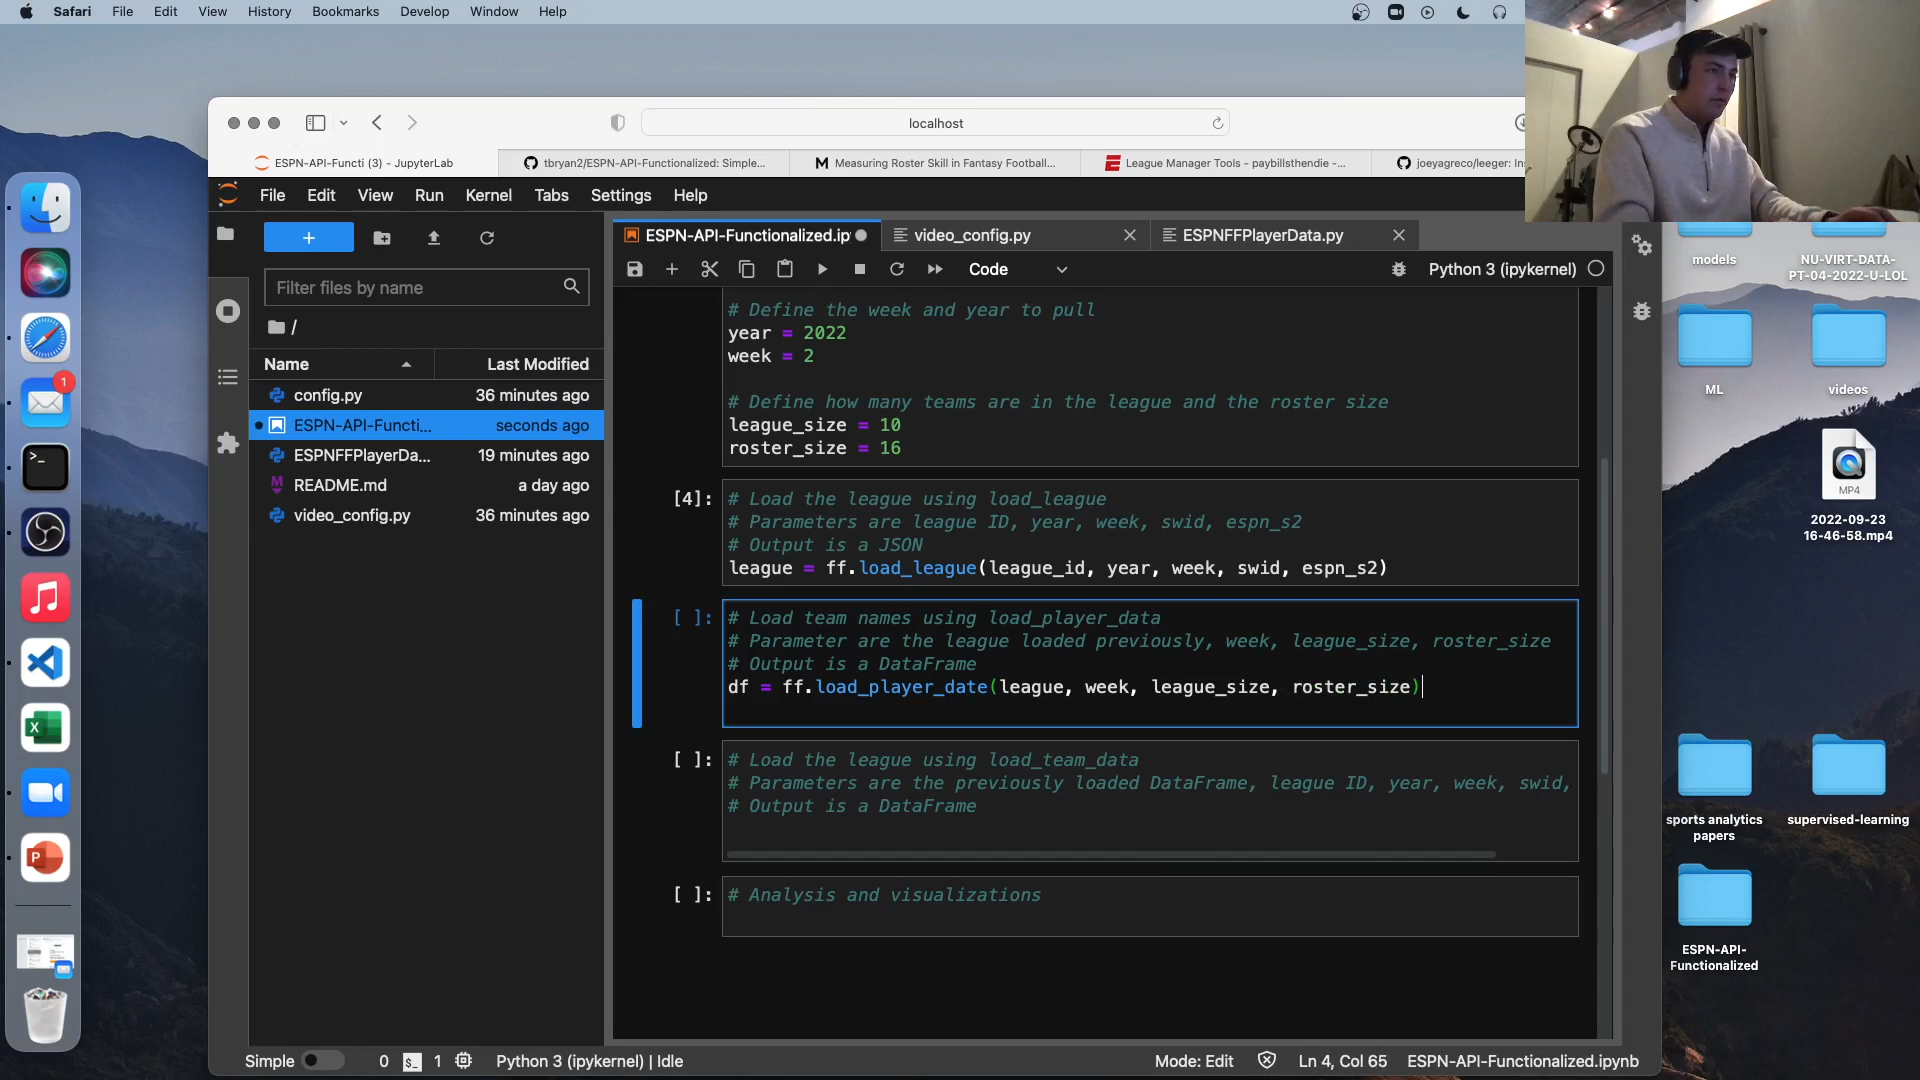 Safari File Edit View History Bookmarks Develop Window Help
localhost
ESPN-API-Functi (3) - JupyterLab
tbryan2/ESPN-API-Functionalized: Simple...
Measuring Roster Skill in Fantasy Football...
League Manager Tools - paybillsthendie -...
joeyagreco/leeger: Ins
File Edit View Run Kernel Tabs Settings Help
ESPN-API-Functionalized.ip
video_config.py
ESPNFFPlayerData.py
Code
Python 3 (ipykernel)
Filter files by name
/
Name Last Modified
config.py 36 minutes ago
ESPN-API-Functi... seconds ago
ESPNFFPlayerDa... 19 minutes ago
README.md a day ago
video_config.py 36 minutes ago
# Define the week and year to pull
year = 2022
week = 2
# Define how many teams are in the league and the roster size
league_size = 10
roster_size = 16
[4]: # Load the league using load_league
# Parameters are league ID, year, week, swid, espn_s2
# Output is a JSON
league = ff.load_league(league_id, year, week, swid, espn_s2)
[ ]: # Load team names using load_player_data
# Parameter are the league loaded previously, week, league_size, roster_size
# Output is a DataFrame
df = ff.load_player_date(league, week, league_size, roster_size)
[ ]: # Load the league using load_team_data
# Parameters are the previously loaded DataFrame, league ID, year, week, swid,
# Output is a DataFrame
[ ]: # Analysis and visualizations
Simple 0 $_ 1 Python 3 (ipykernel) | Idle
Mode: Edit Ln 4, Col 65 ESPN-API-Functionalized.ipynb
models
NU-VIRT-DATA-
PT-04-2022-U-LOL
ML
videos
MP4
2022-09-23
16-46-58.mp4
sports analytics
papers
supervised-learning
ESPN-API-
Functionalized
1